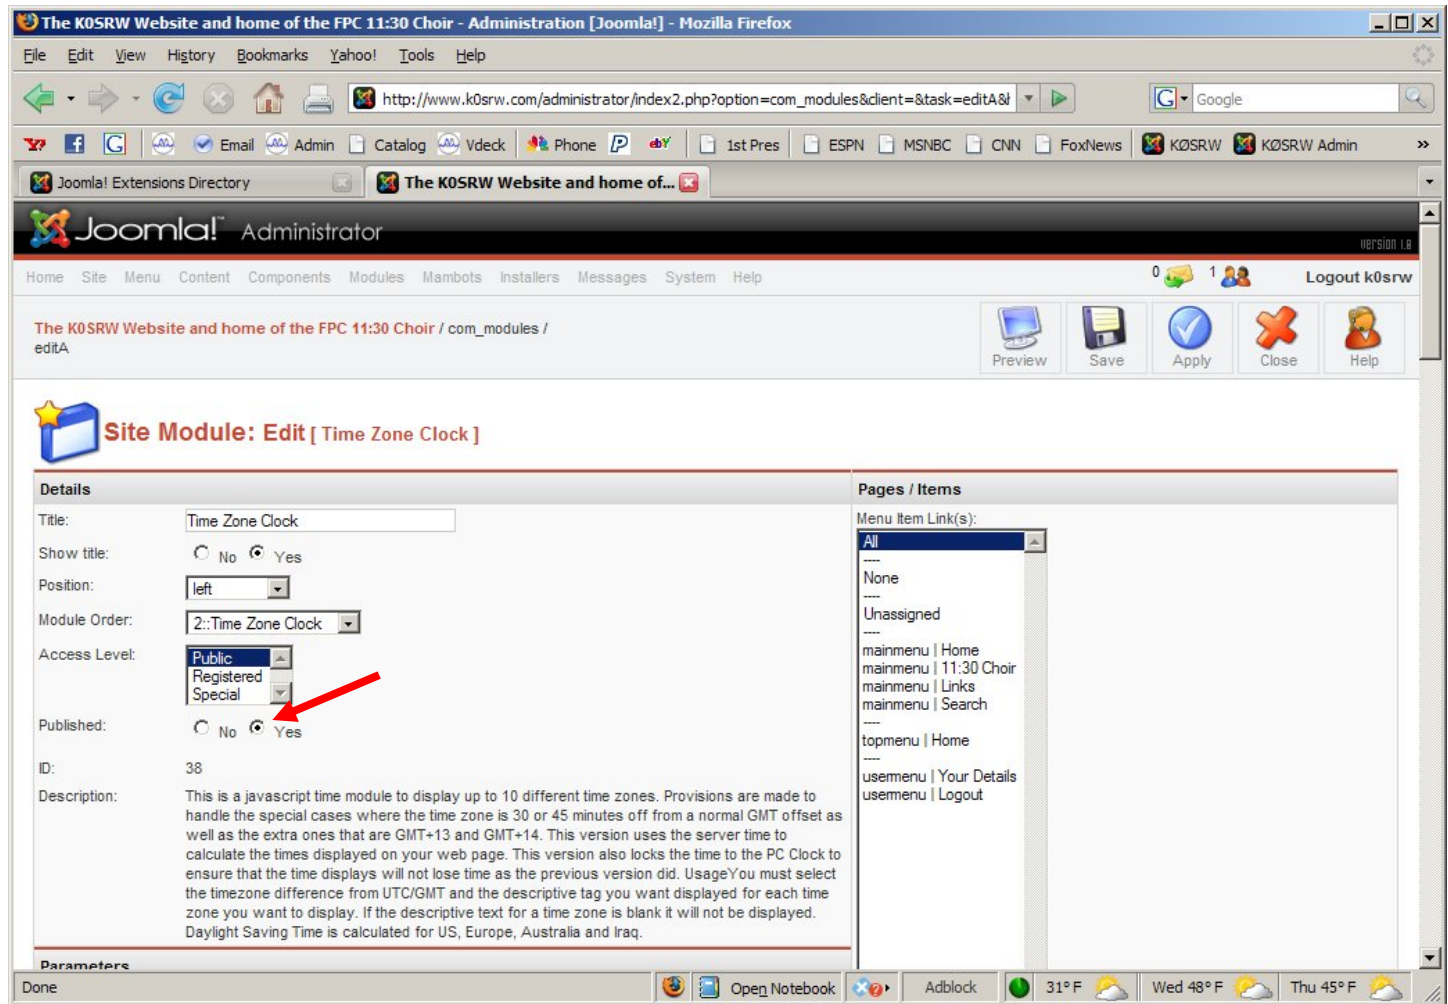 The K0SRW Website and home of the FPC 11:30 Choir - Administration [Joomla!] - Mozilla Firefox
File Edit View History Bookmarks Yahoo! Tools Help
http://www.k0srw.com/administrator/index2.php?option=com_modules&client=&task=editA&
G Google
Y? f G Email Admin Catalog Vdeck Phone P ebY 1st Pres ESPN MSNBC CNN FoxNews KØSRW KØSRW Admin »
Joomla! Extensions Directory The K0SRW Website and home of...
Joomla!™ Administrator
version 1.0
Home Site Menu Content Components Modules Mambots Installers Messages System Help 0 1 Logout k0srw
The K0SRW Website and home of the FPC 11:30 Choir / com_modules /
editA
Preview Save Apply Close Help
Site Module: Edit [ Time Zone Clock ]
Details
Title: Time Zone Clock
Show title: No Yes
Position: left
Module Order: 2::Time Zone Clock
Access Level: Public
Registered
Special
Published: No Yes
ID: 38
Description: This is a javascript time module to display up to 10 different time zones. Provisions are made to
handle the special cases where the time zone is 30 or 45 minutes off from a normal GMT offset as
well as the extra ones that are GMT+13 and GMT+14. This version uses the server time to
calculate the times displayed on your web page. This version also locks the time to the PC Clock to
ensure that the time displays will not lose time as the previous version did. UsageYou must select
the timezone difference from UTC/GMT and the descriptive tag you want displayed for each time
zone you want to display. If the descriptive text for a time zone is blank it will not be displayed.
Daylight Saving Time is calculated for US, Europe, Australia and Iraq.
Parameters
Pages / Items
Menu Item Link(s):
All
----
None
----
Unassigned
----
mainmenu | Home
mainmenu | 11:30 Choir
mainmenu | Links
mainmenu | Search
----
topmenu | Home
----
usermenu | Your Details
usermenu | Logout
Done Open Notebook Adblock 31° F Wed 48° F Thu 45° F